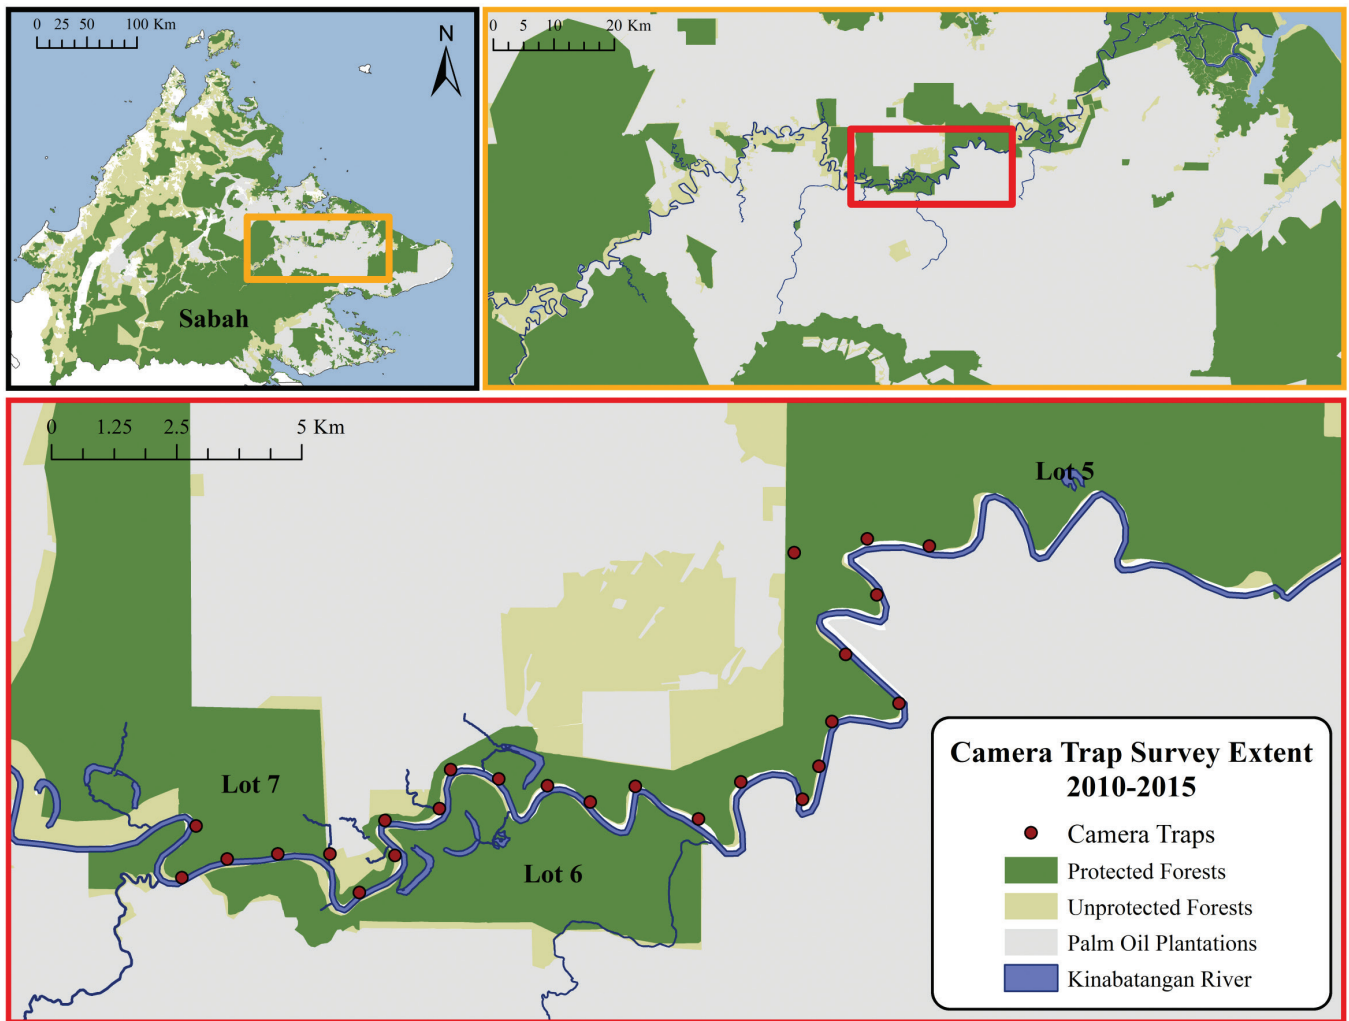 0 25 50 100 Km
N
Sabah
0 5 10 20 Km
0 1.25 2.5 5 Km
Lot 5
Lot 7
Lot 6
Camera Trap Survey Extent
2010-2015
Camera Traps
Protected Forests
Unprotected Forests
Palm Oil Plantations
Kinabatangan River